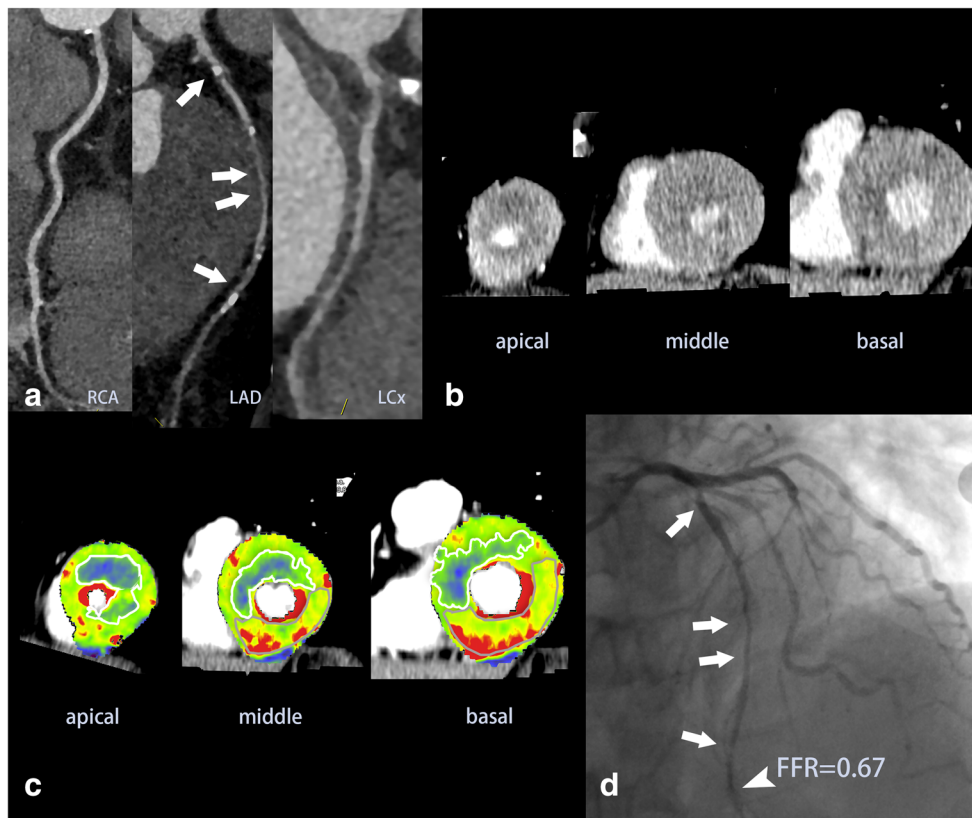 a
RCA
LAD
LCx
b
apical
middle
basal
c
apical
middle
basal
d
FFR=0.67